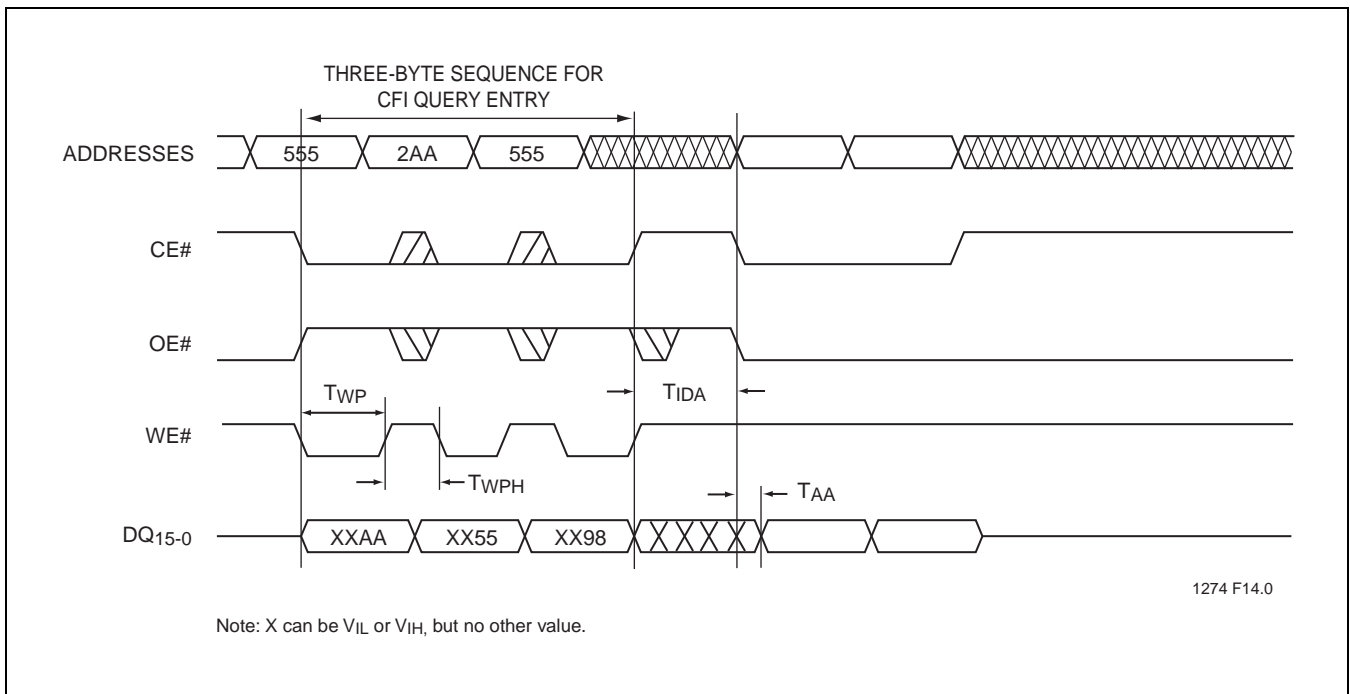 THREE-BYTE SEQUENCE FOR
CFI QUERY ENTRY
ADDRESSES 555 2AA 555
CE#
OE#
TWP TIDA
WE#
TWPH TAA
DQ15-0 XXAA XX55 XX98
1274 F14.0
Note: X can be VIL or VIH, but no other value.